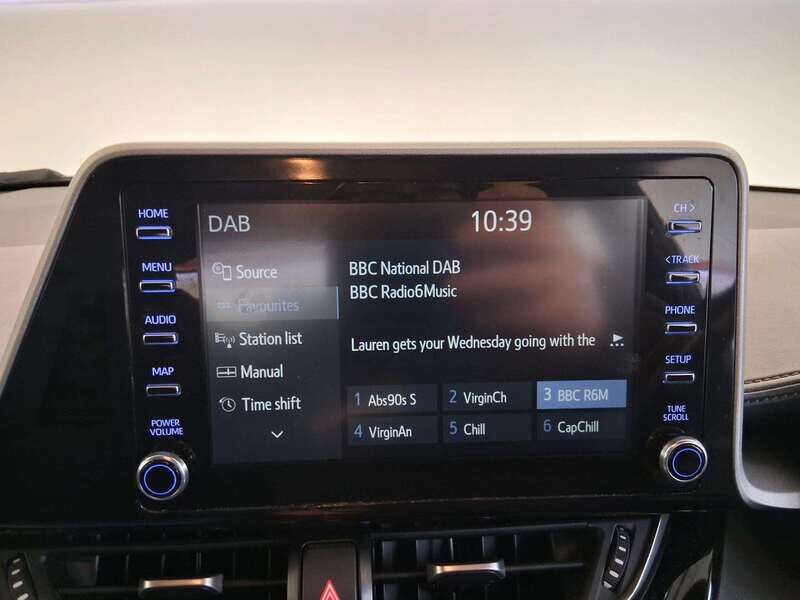 HOME
MENU
AUDIO
MAP
POWER
VOLUME
DAB
10:39
Source
Favourites
Station list
Manual
Time shift
BBC National DAB
BBC Radio6Music
Lauren gets your Wednesday going with the
1 Abs90s S
2 VirginCh
3 BBC R6M
4 VirginAn
5 Chill
6 CapChill
CH >
< TRACK
PHONE
SETUP
TUNE
SCROLL